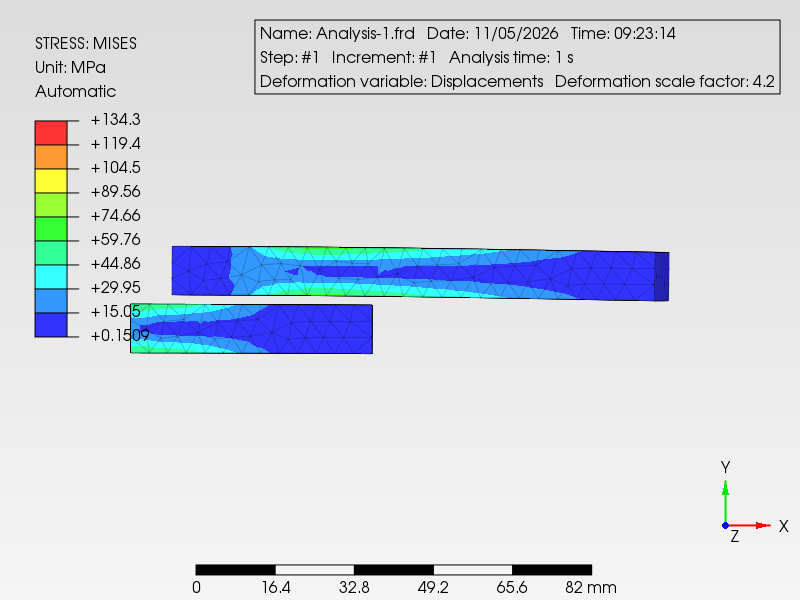 STRESS: MISES
Unit: MPa
Automatic
Name: Analysis-1.frd   Date: 11/05/2026   Time: 09:23:14
Step: #1   Increment: #1   Analysis time: 1 s
Deformation variable: Displacements   Deformation scale factor: 4.2
+134.3
+119.4
+104.5
+89.56
+74.66
+59.76
+44.86
+29.95
+15.05
+0.1509
Y
X
Z
0 16.4 32.8 49.2 65.6 82 mm